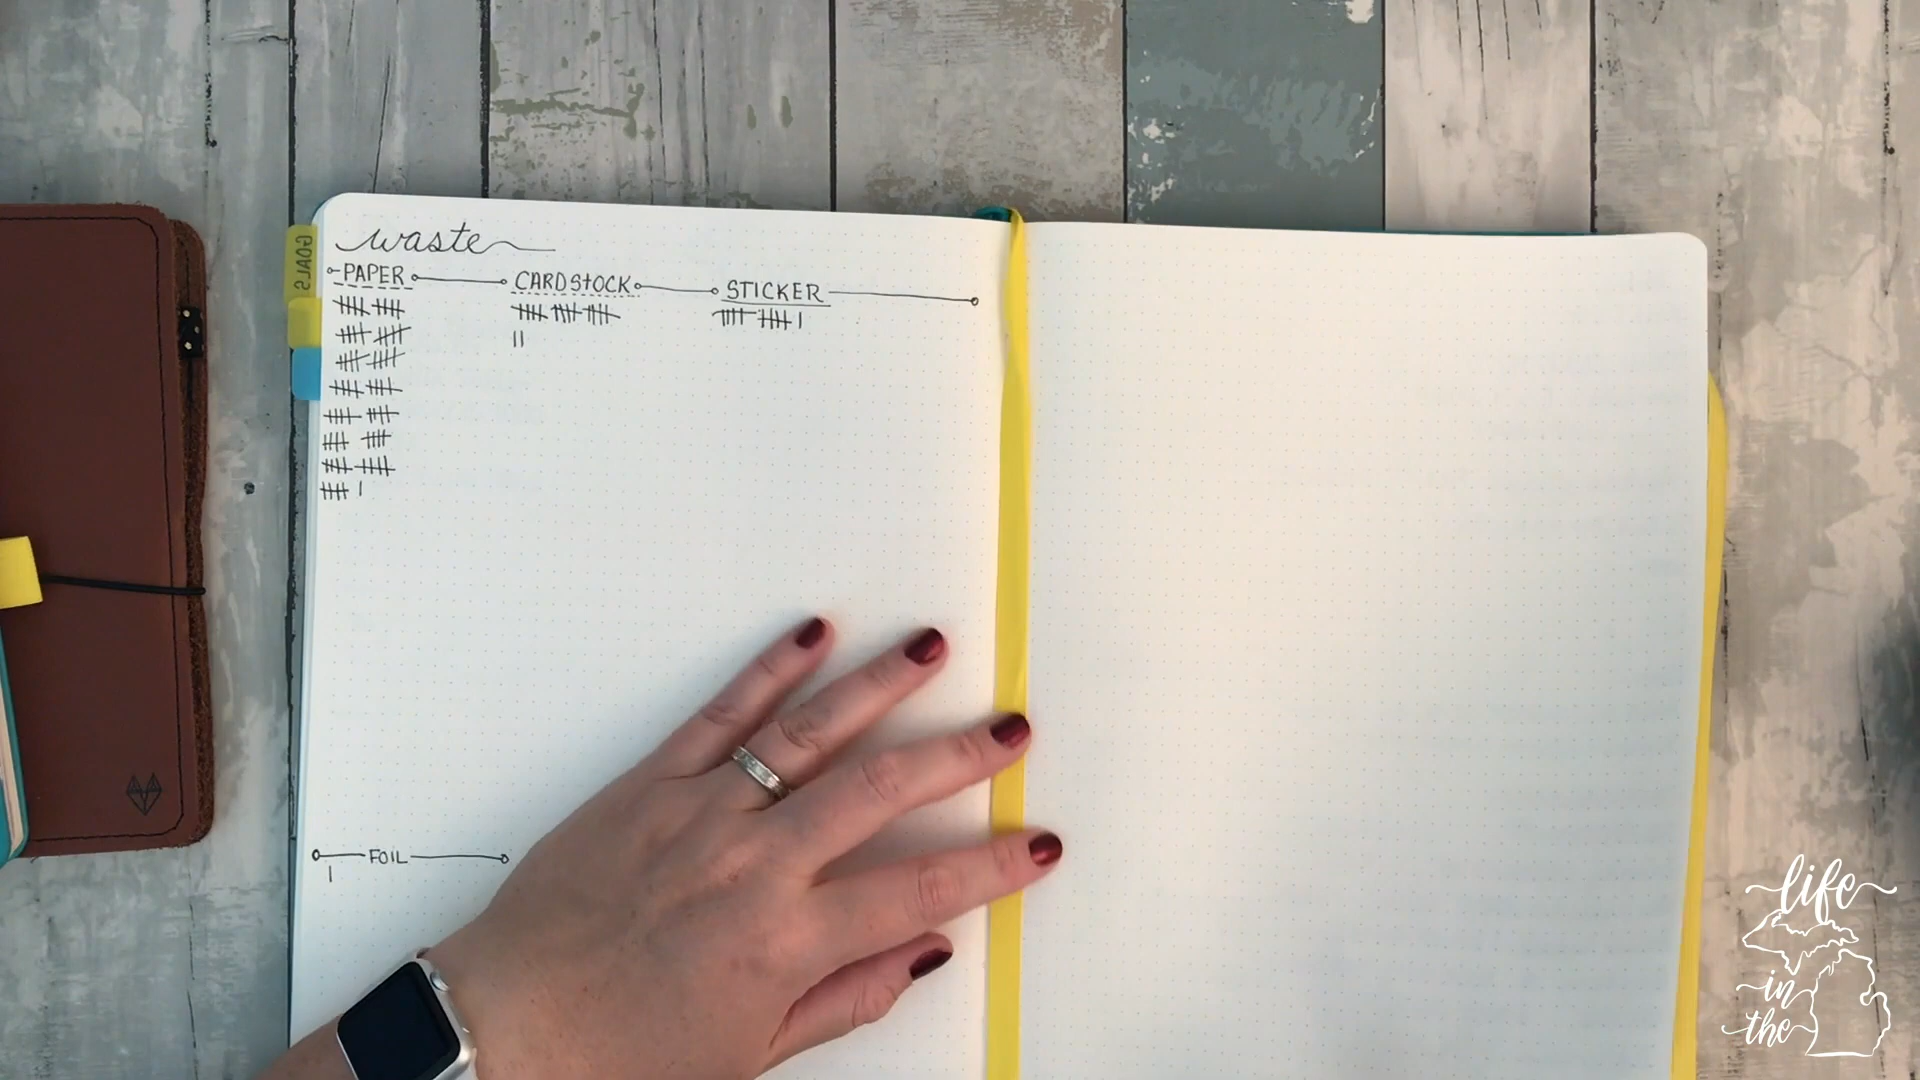 waste
PAPER CARDSTOCK STICKER
FOIL
GOALS
life
in
the